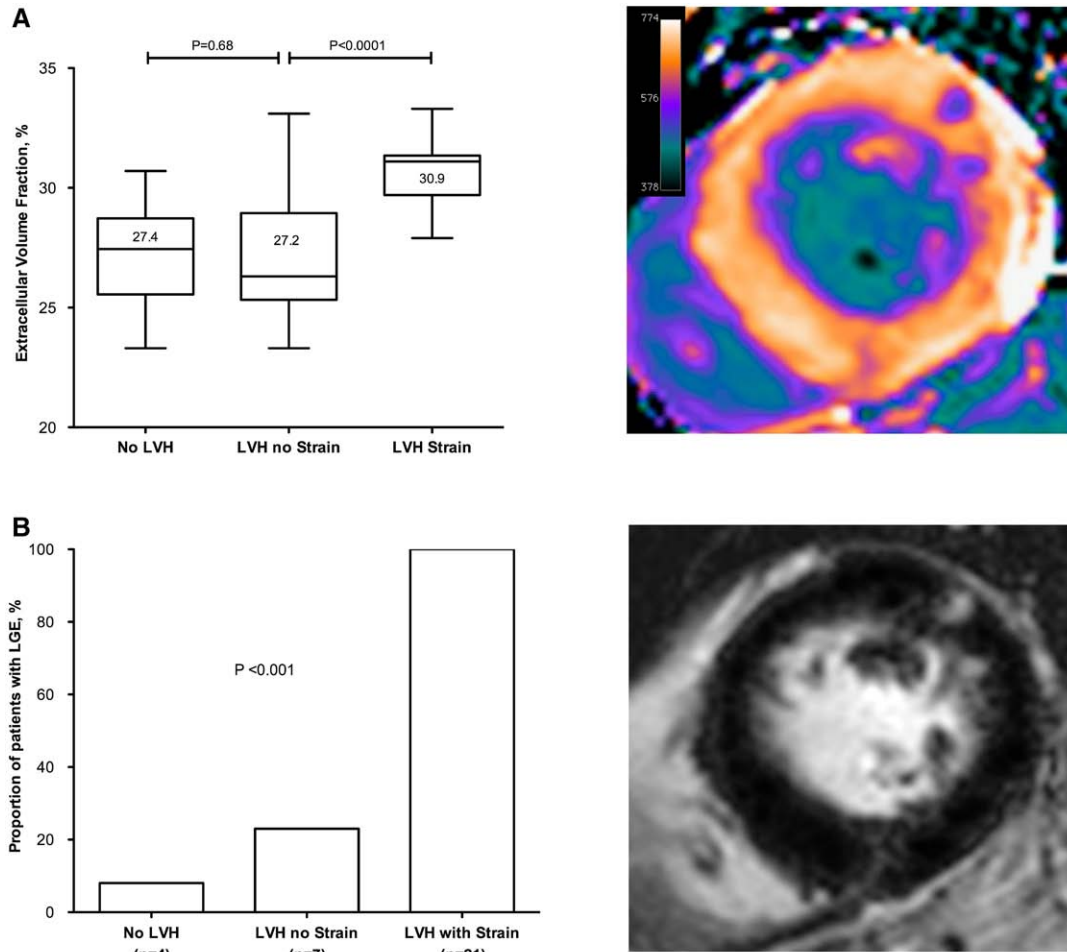 A
P=0.68
P<0.0001
35
30
25
20
Extracellular Volume Fraction, %
27.4
27.2
30.9
No LVH
LVH no Strain
LVH Strain
774
576
378
B
100
80
60
40
20
0
Proportion of patients with LGE, %
P <0.001
No LVH
LVH no Strain
LVH with Strain